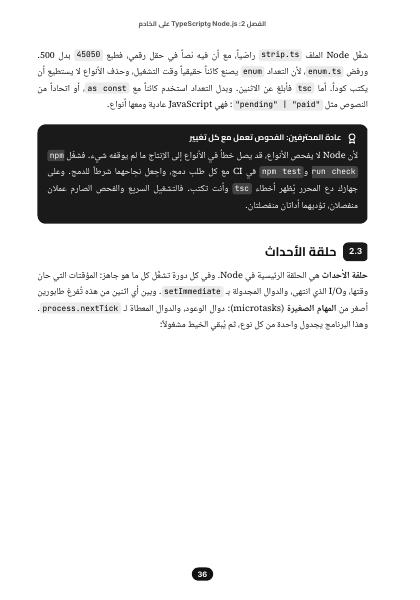 الفصل 2: Node.js وTypeScript على الخادم
شغّل Node الملف strip.ts راضياً، مع أن فيه نصاً في حقل رقمي، فطبع 45050 بدل 500.
ورفض enum.ts، لأن التعداد enum يصنع كائناً حقيقياً وقت التشغيل، وحذف الأنواع لا يستطيع أن
يكتب كوداً. أما tsc فأبلغ عن الاثنين. وبدل التعداد استخدم كائناً مع as const، أو اتحاداً من
النصوص مثل "pending" | "paid": فهي JavaScript عادية ومعها أنواع.
عادة المحترفين: الفحوص تعمل مع كل تغيير
لأن Node لا يفحص الأنواع، قد يصل خطأ في الأنواع إلى الإنتاج ما لم يوقفه شيء. فشغّل npm
run check وnpm test في CI مع كل طلب دمج، واجعل نجاحهما شرطاً للدمج. وعلى
جهازك دع المحرر يُظهر أخطاء tsc وأنت تكتب. فالتشغيل السريع والفحص الصارم عملان
منفصلان، تؤديهما أداتان منفصلتان.
2.3 حلقة الأحداث
حلقة الأحداث هي الحلقة الرئيسية في Node. وفي كل دورة تشغّل كل ما هو جاهز: المؤقتات التي حان
وقتها، وI/O الذي انتهى، والدوال المجدولة بـ setImmediate. وبين أي اثنين من هذه تُفرغ طابورين
أصغر من المهام الصغيرة (microtasks): دوال الوعود، والدوال المعطاة لـ process.nextTick.
وهذا البرنامج يجدول واحدة من كل نوع، ثم يُبقي الخيط مشغولاً:
36